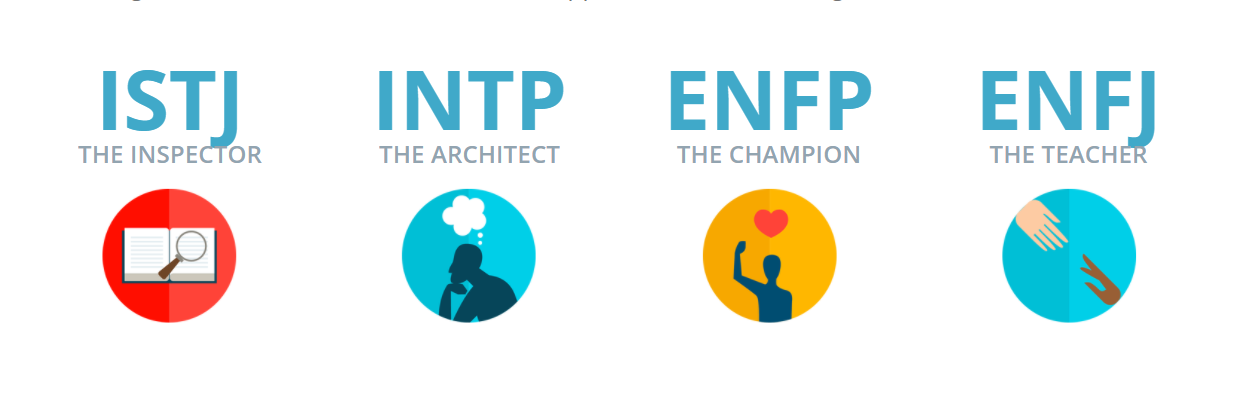 ISTJ
THE INSPECTOR
INTP
THE ARCHITECT
ENFP
THE CHAMPION
ENFJ
THE TEACHER